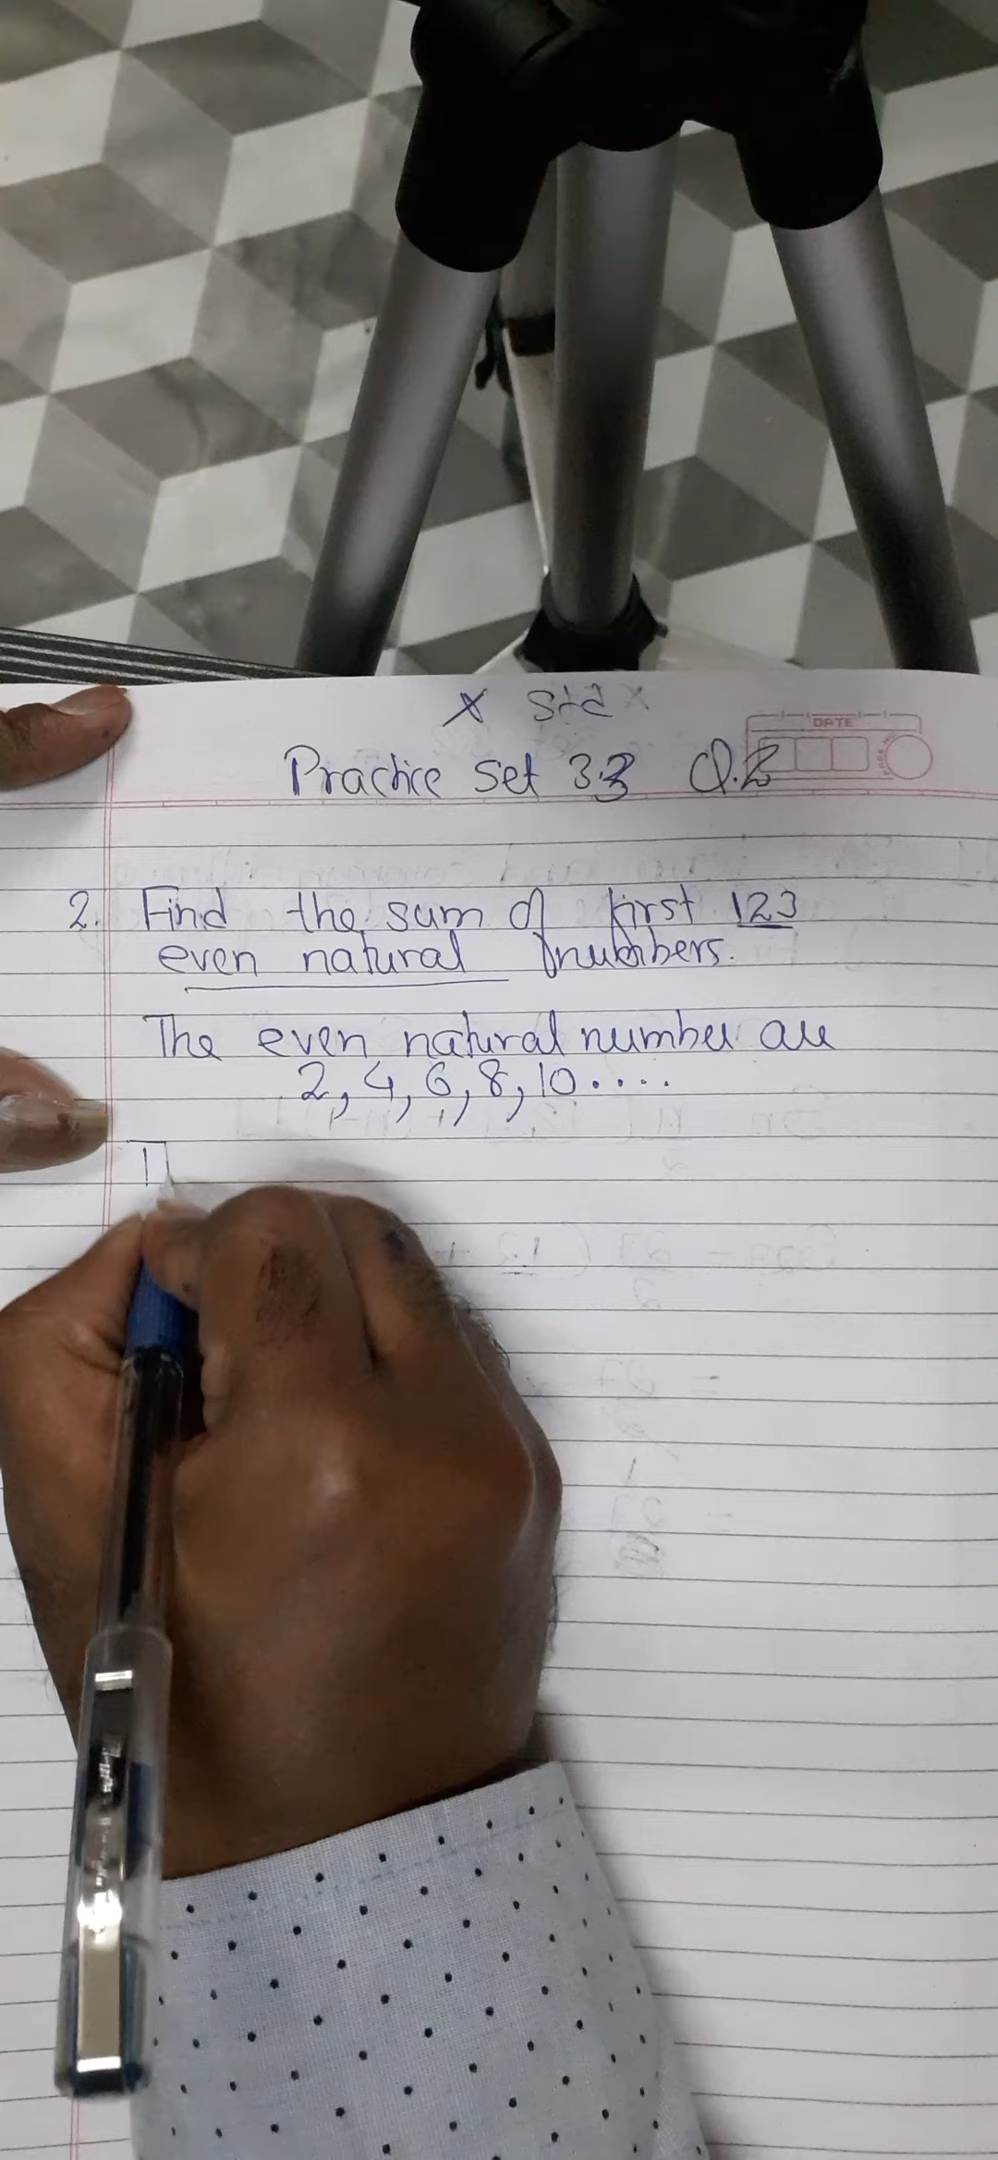 X Std
DATE
Practice Set 3.3 Q.2
2. Find the sum of first 123
even natural numbers.
The even natural number are
2, 4, 6, 8, 10....